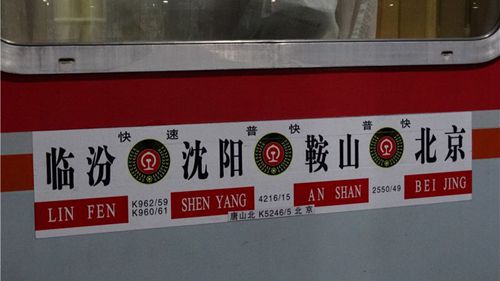 快速 普快 普快
临汾 沈阳 鞍山 北京
LIN FEN K962/59 SHEN YANG 4216/15 AN SHAN 2550/49 BEI JING
K960/61
唐山北 K5246/5 北京